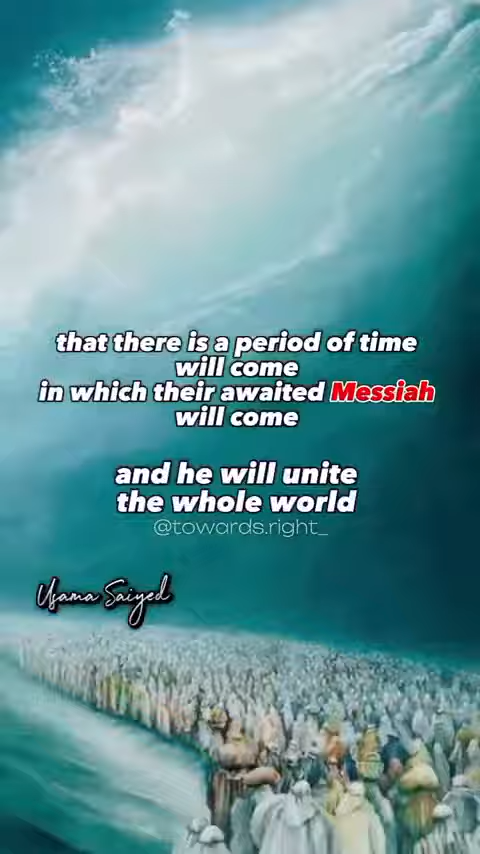 that there is a period of time
will come
in which their awaited Messiah
will come
and he will unite
the whole world
@towards.right_
Usama Saiyed